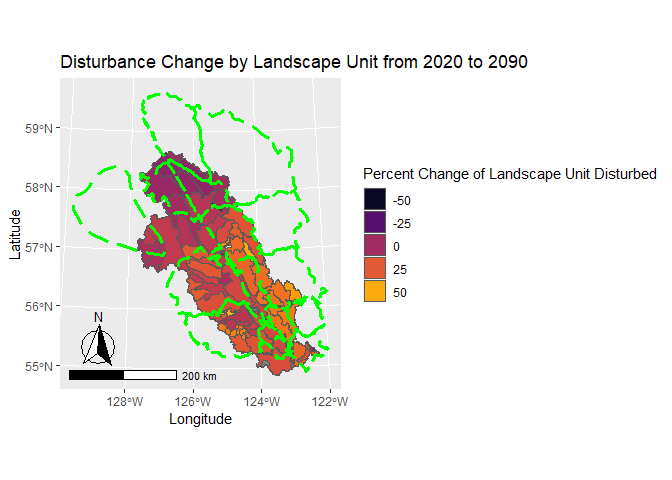 Disturbance Change by Landscape Unit from 2020 to 2090
59°N
58°N
57°N
56°N
55°N
Latitude
N
200 km
128°W
126°W
124°W
122°W
Longitude
Percent Change of Landscape Unit Disturbed
-50
-25
0
25
50